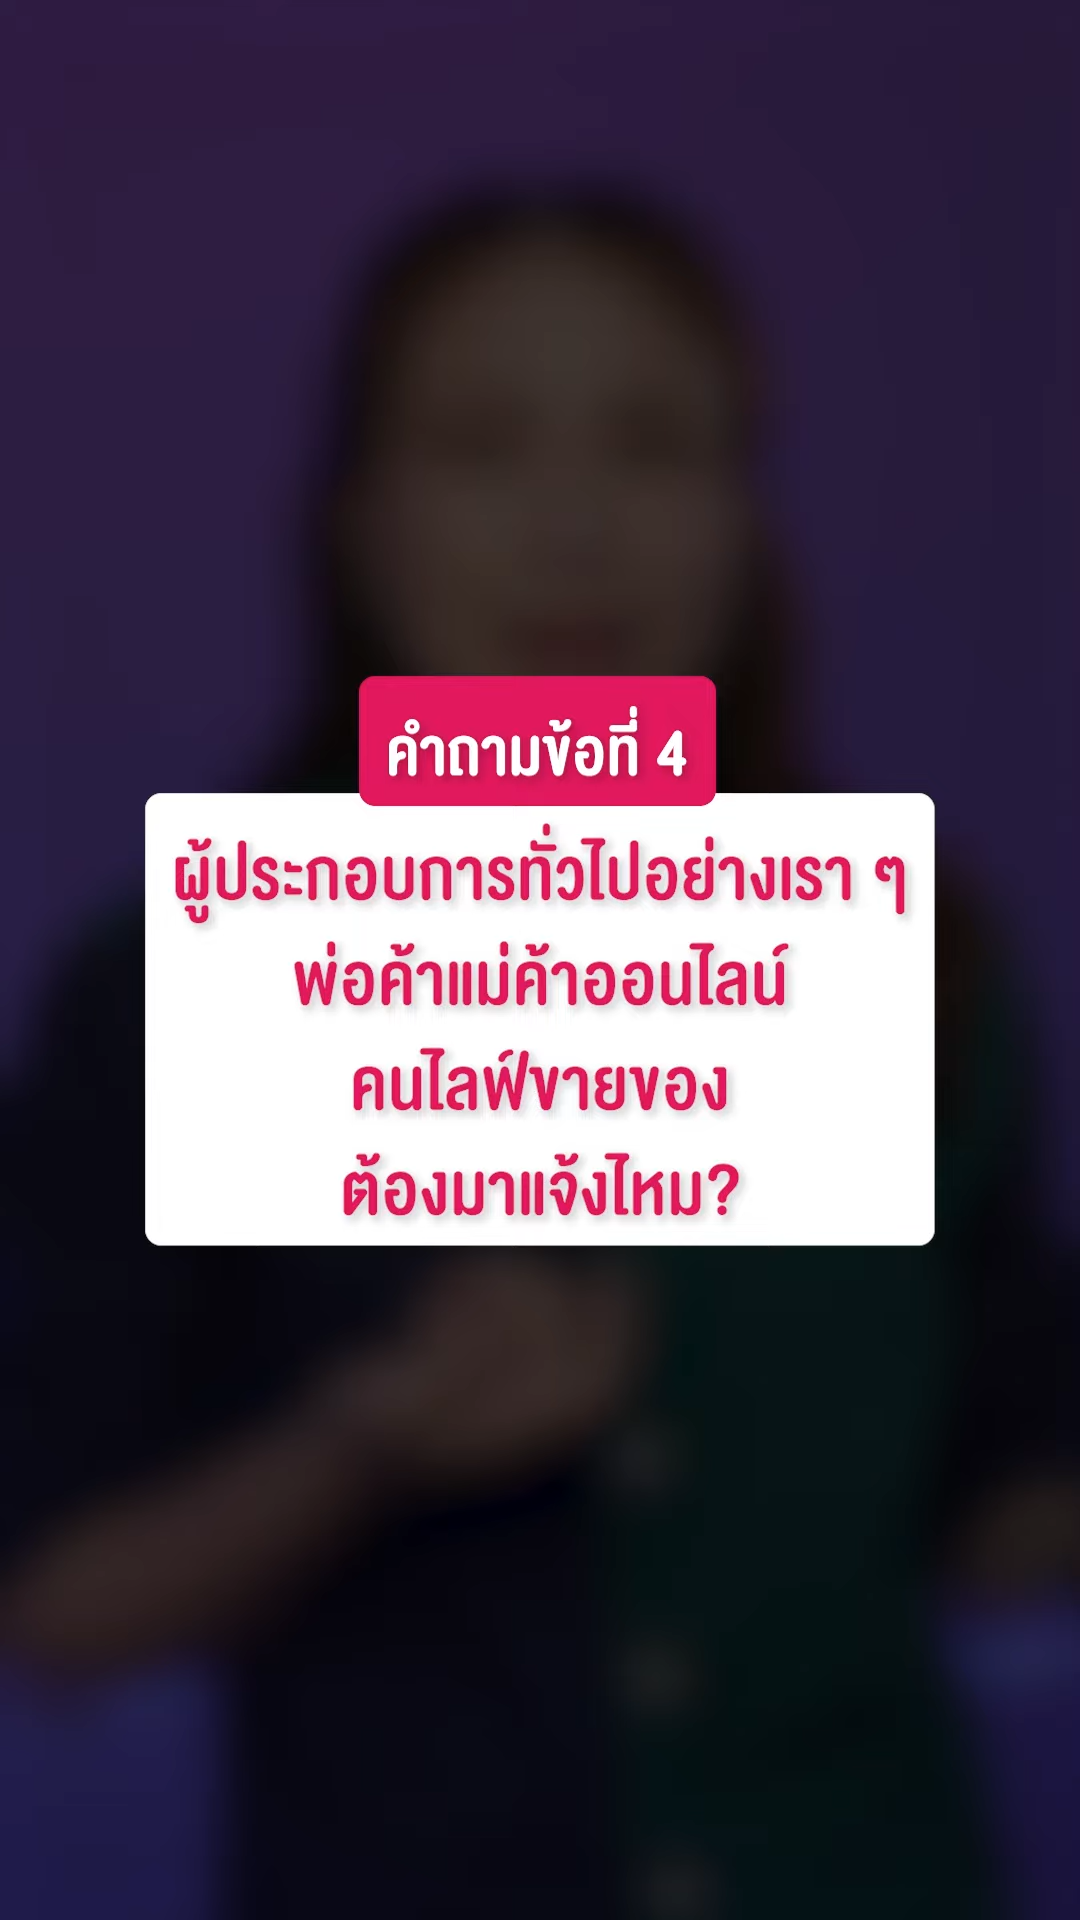 คำถามข้อที่ 4
ผู้ประกอบการทั่วไปอย่างเรา ๆ
พ่อค้าแม่ค้าออนไลน์
คนไลฟ์ขายของ
ต้องมาแจ้งไหม?